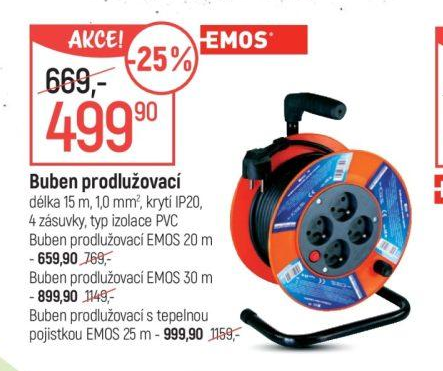 AKCE!
-25%
EMOS
669,-
499 90
Buben prodlužovací
délka 15 m, 1,0 mm², krytí IP20,
4 zásuvky, typ izolace PVC
Buben prodlužovací EMOS 20 m
- 659,90 769,-
Buben prodlužovací EMOS 30 m
- 899,90 1149,-
Buben prodlužovací s tepelnou
pojistkou EMOS 25 m - 999,90 1159,-